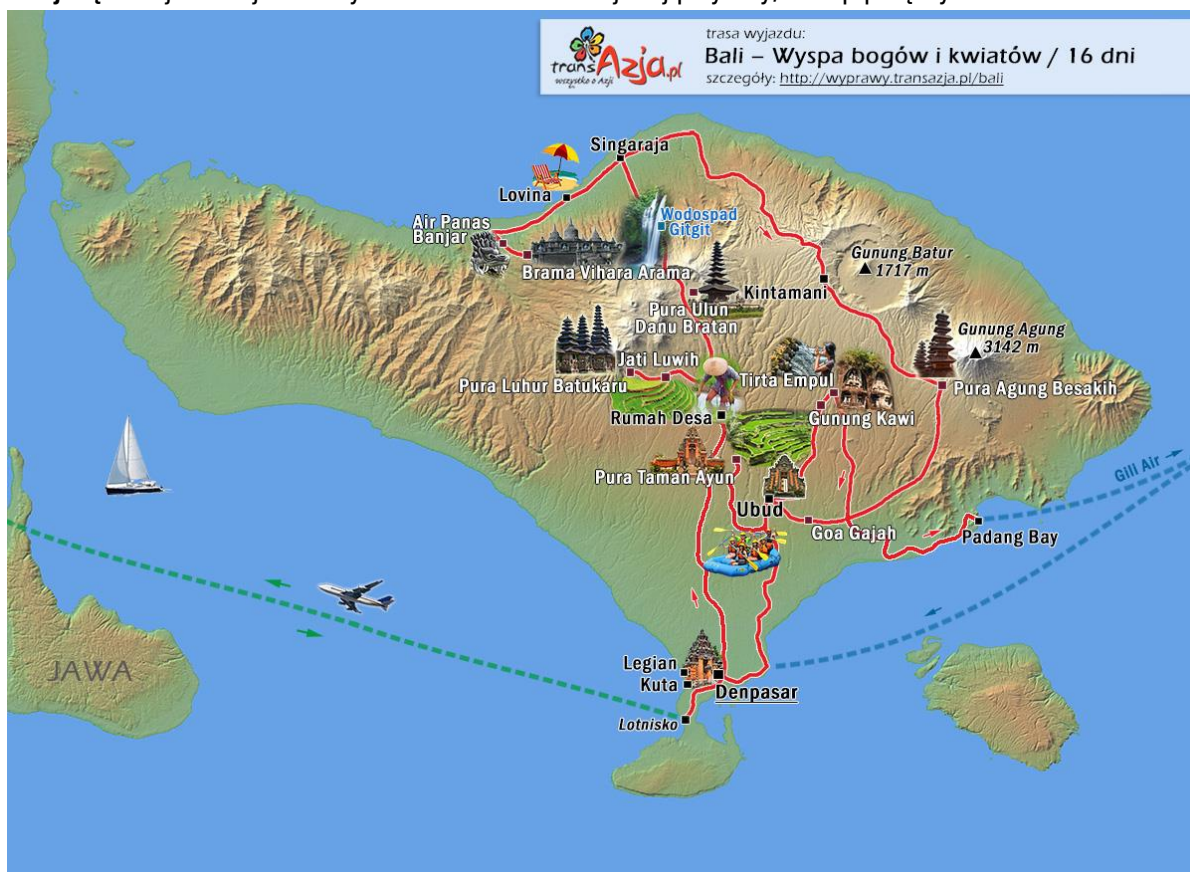 trasa wyjazdu:
transAzja.pl
wszystko o Azji
Bali – Wyspa bogów i kwiatów / 16 dni
szczegóły: http://wyprawy.transazja.pl/bali
Singaraja
Lovina
Air Panas
Banjar
Wodospad
Gitgit
Brama Vihara Arama
Gunung Batur
1717 m
Kintamani
Pura Ulun
Danu Bratan
Gunung Agung
3142 m
Jati Luwih
Pura Luhur Batukaru
Tirta Empul
Pura Agung Besakih
Rumah Desa
Gunung Kawi
Pura Taman Ayun
Gili Air
Ubud
Goa Gajah
Padang Bay
JAWA
Legian
Kuta
Denpasar
Lotnisko